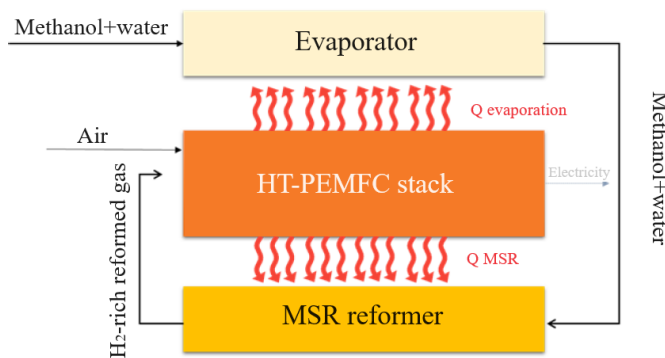 Methanol+water
Evaporator
Q evaporation
Air
HT-PEMFC stack
Electricity
Methanol+water
H₂-rich reformed gas
Q MSR
MSR reformer